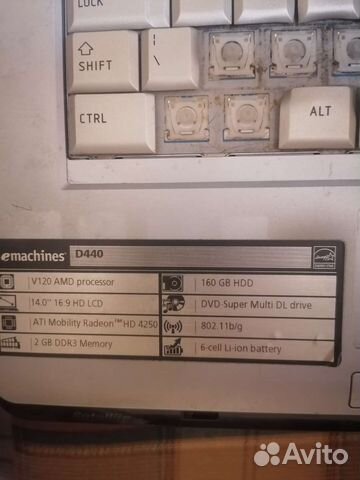 LOCK
SHIFT
¦
\
CTRL
ALT
emachines D440
V120 AMD processor
160 GB HDD
14.0" 16:9 HD LCD
DVD-Super Multi DL drive
ATI Mobility Radeon™ HD 4250
802.11b/g
2 GB DDR3 Memory
6-cell Li-ion battery
Satellite
Avito